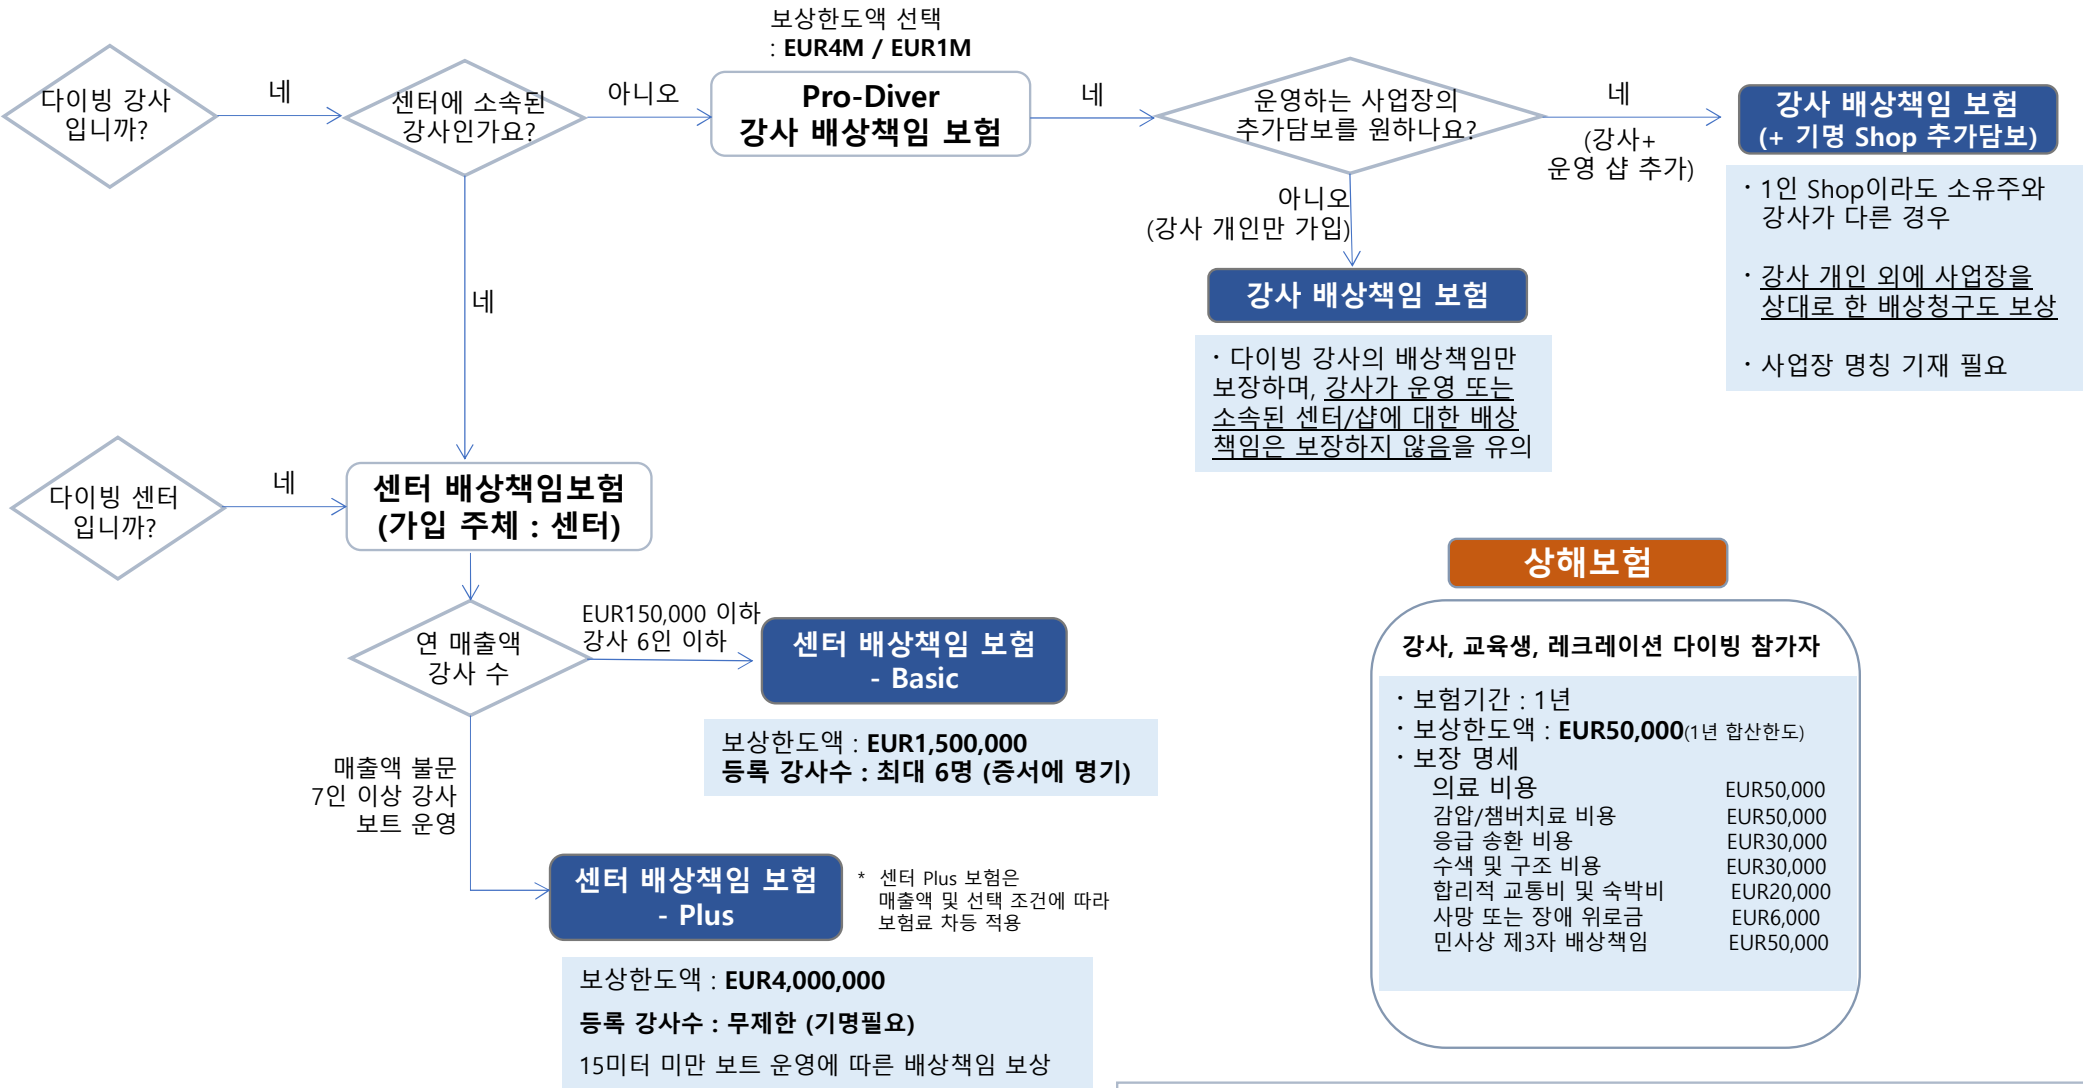 보상한도액 선택
: EUR4M / EUR1M
다이빙 강사
입니까?
네
센터에 소속된
강사인가요?
아니오
Pro-Diver
강사 배상책임 보험
네
운영하는 사업장의
추가담보를 원하나요?
네
(강사+
운영 샵 추가)
강사 배상책임 보험
(+ 기명 Shop 추가담보)
· 1인 Shop이라도 소유주와
강사가 다른 경우
· 강사 개인 외에 사업장을
상대로 한 배상청구도 보상
· 사업장 명칭 기재 필요
아니오
(강사 개인만 가입)
강사 배상책임 보험
· 다이빙 강사의 배상책임만
보장하며, 강사가 운영 또는
소속된 센터/샵에 대한 배상
책임은 보장하지 않음을 유의
네
다이빙 센터
입니까?
네
센터 배상책임보험
(가입 주체 : 센터)
연 매출액
강사 수
EUR150,000 이하
강사 6인 이하
센터 배상책임 보험
- Basic
보상한도액 : EUR1,500,000
등록 강사수 : 최대 6명 (증서에 명기)
매출액 불문
7인 이상 강사
보트 운영
센터 배상책임 보험
- Plus
* 센터 Plus 보험은
매출액 및 선택 조건에 따라
보험료 차등 적용
보상한도액 : EUR4,000,000
등록 강사수 : 무제한 (기명필요)
15미터 미만 보트 운영에 따른 배상책임 보상
상해보험
강사, 교육생, 레크레이션 다이빙 참가자
· 보험기간 : 1년
· 보상한도액 : EUR50,000(1년 합산한도)
· 보장 명세
의료 비용 EUR50,000
감압/챔버치료 비용 EUR50,000
응급 송환 비용 EUR30,000
수색 및 구조 비용 EUR30,000
합리적 교통비 및 숙박비 EUR20,000
사망 또는 장애 위로금 EUR6,000
민사상 제3자 배상책임 EUR50,000